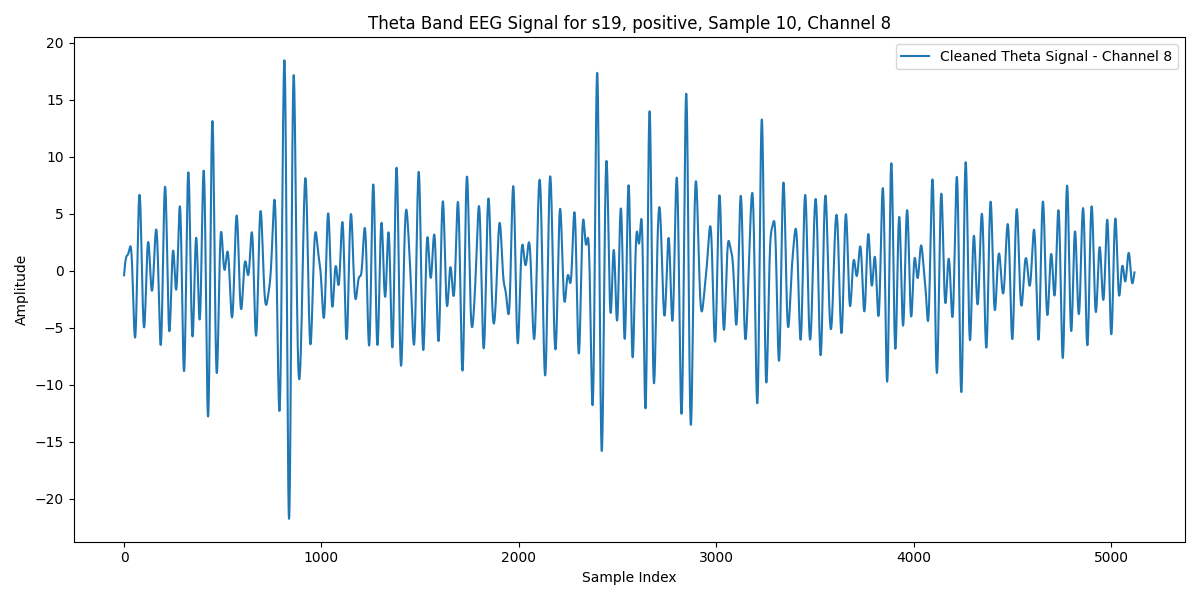 Theta Band EEG Signal for s19, positive, Sample 10, Channel 8
Cleaned Theta Signal - Channel 8
20
15
10
5
0
−5
−10
−15
−20
Amplitude
0 1000 2000 3000 4000 5000
Sample Index